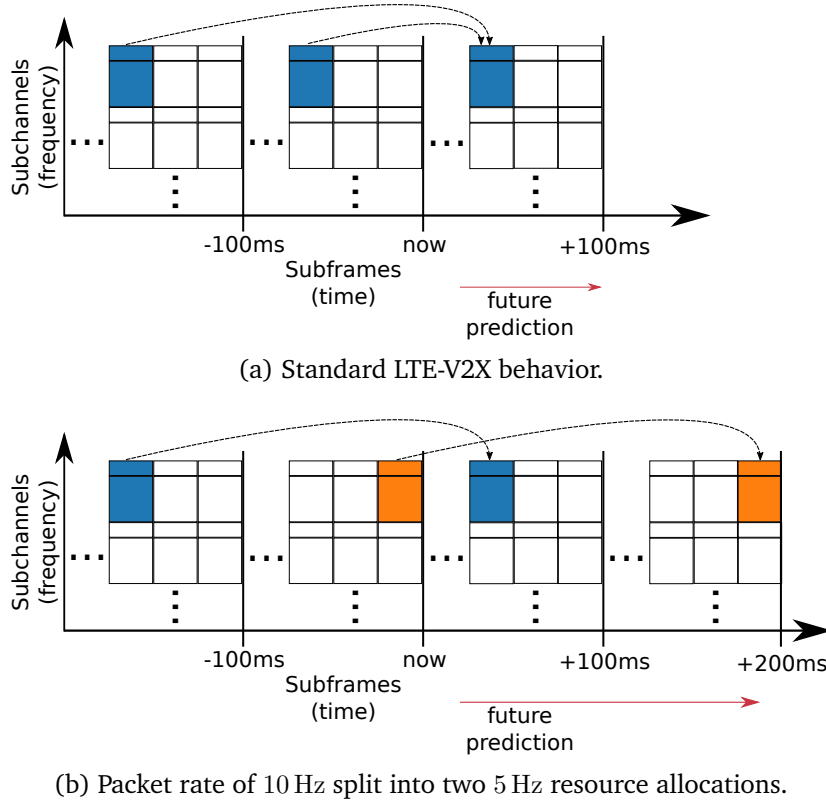 Subchannels
(frequency)
...
...
...
⋮
⋮
⋮
-100ms
now
+100ms
Subframes
(time)
future
prediction
(a) Standard LTE-V2X behavior.
Subchannels
(frequency)
...
...
...
...
⋮
⋮
⋮
⋮
-100ms
now
+100ms
+200ms
Subframes
(time)
future
prediction
(b) Packet rate of 10 Hz split into two 5 Hz resource allocations.